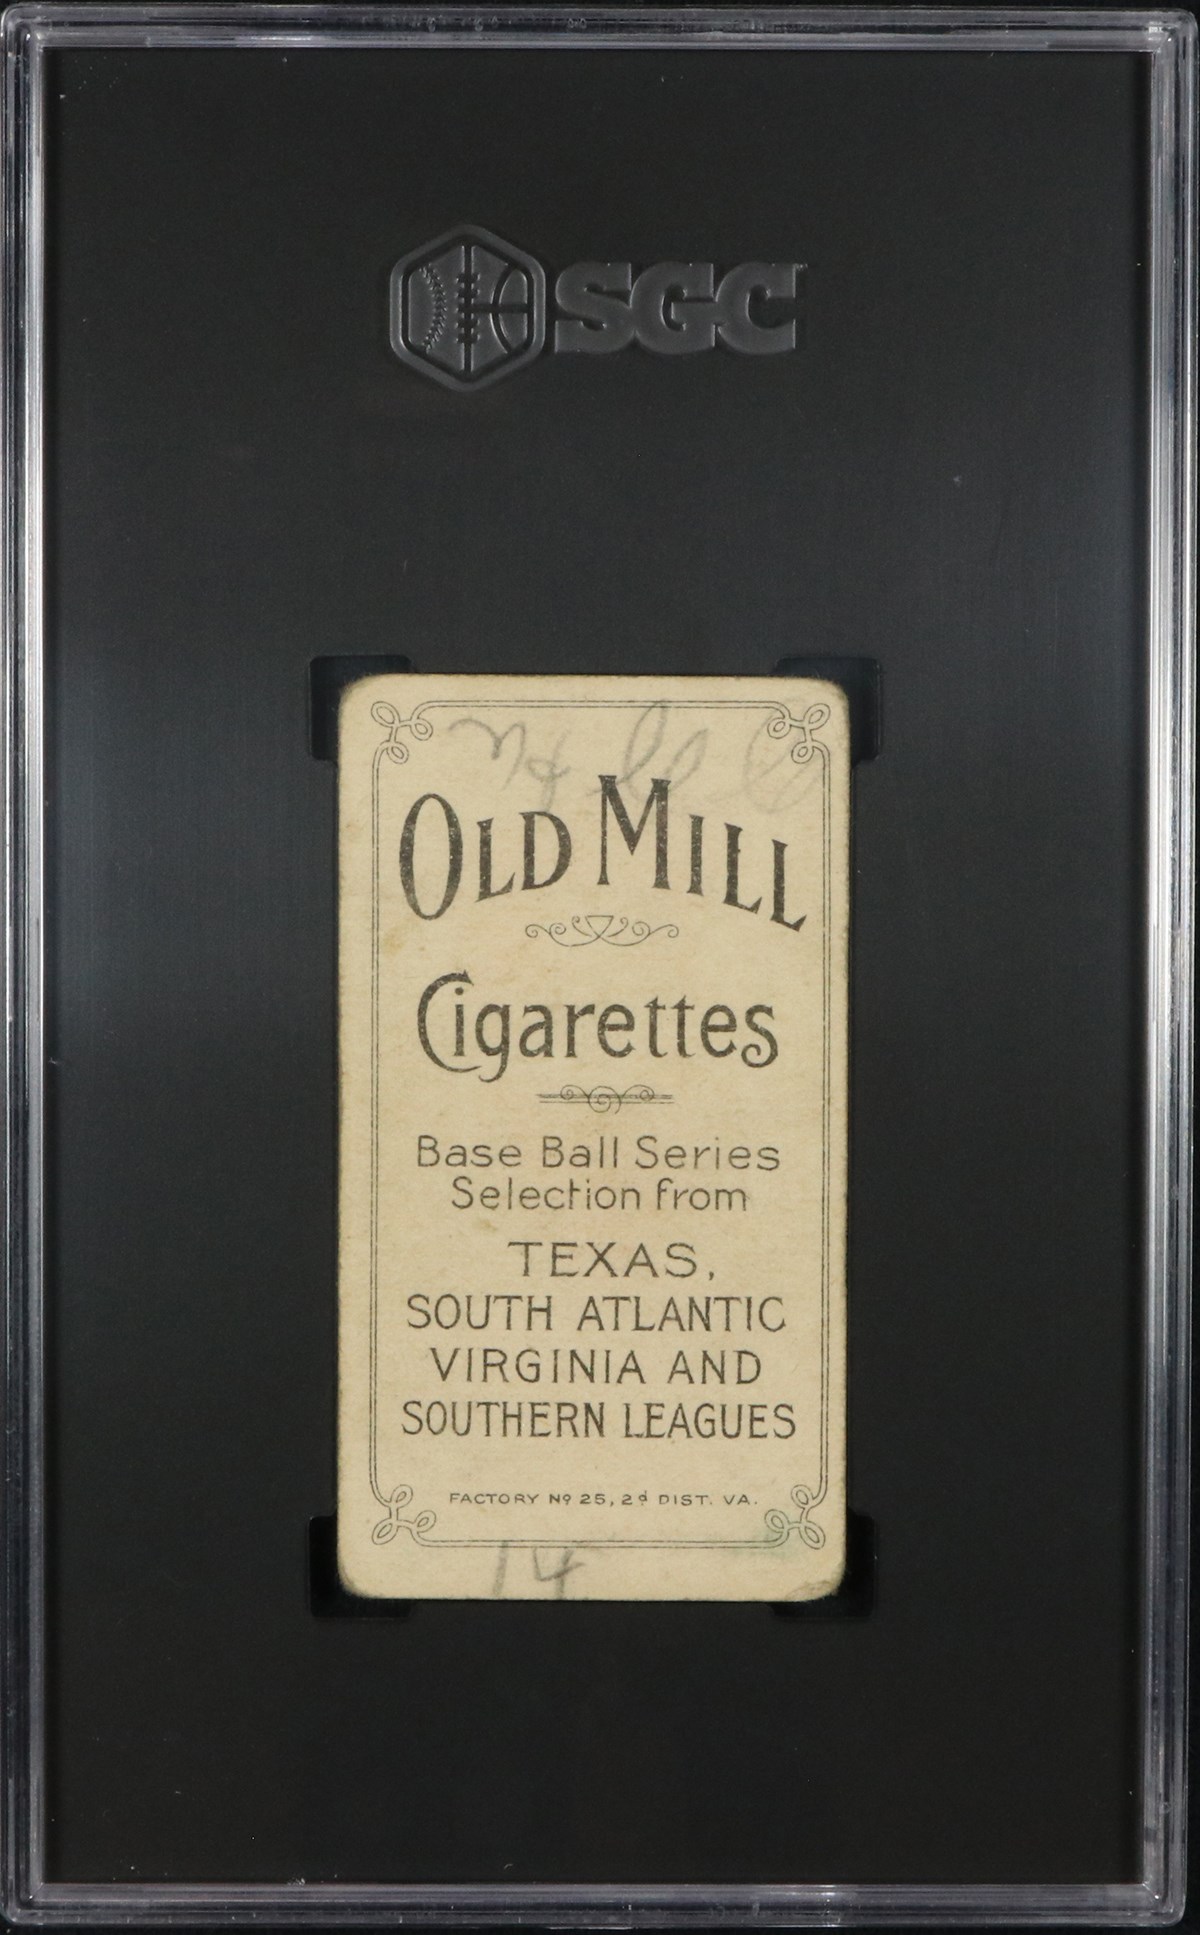 SGC
OLD MILL
Cigarettes
Base Ball Series
Selection from
TEXAS,
SOUTH ATLANTIC
VIRGINIA AND
SOUTHERN LEAGUES
FACTORY Nº 25, 2ᵈ DIST. VA.
14